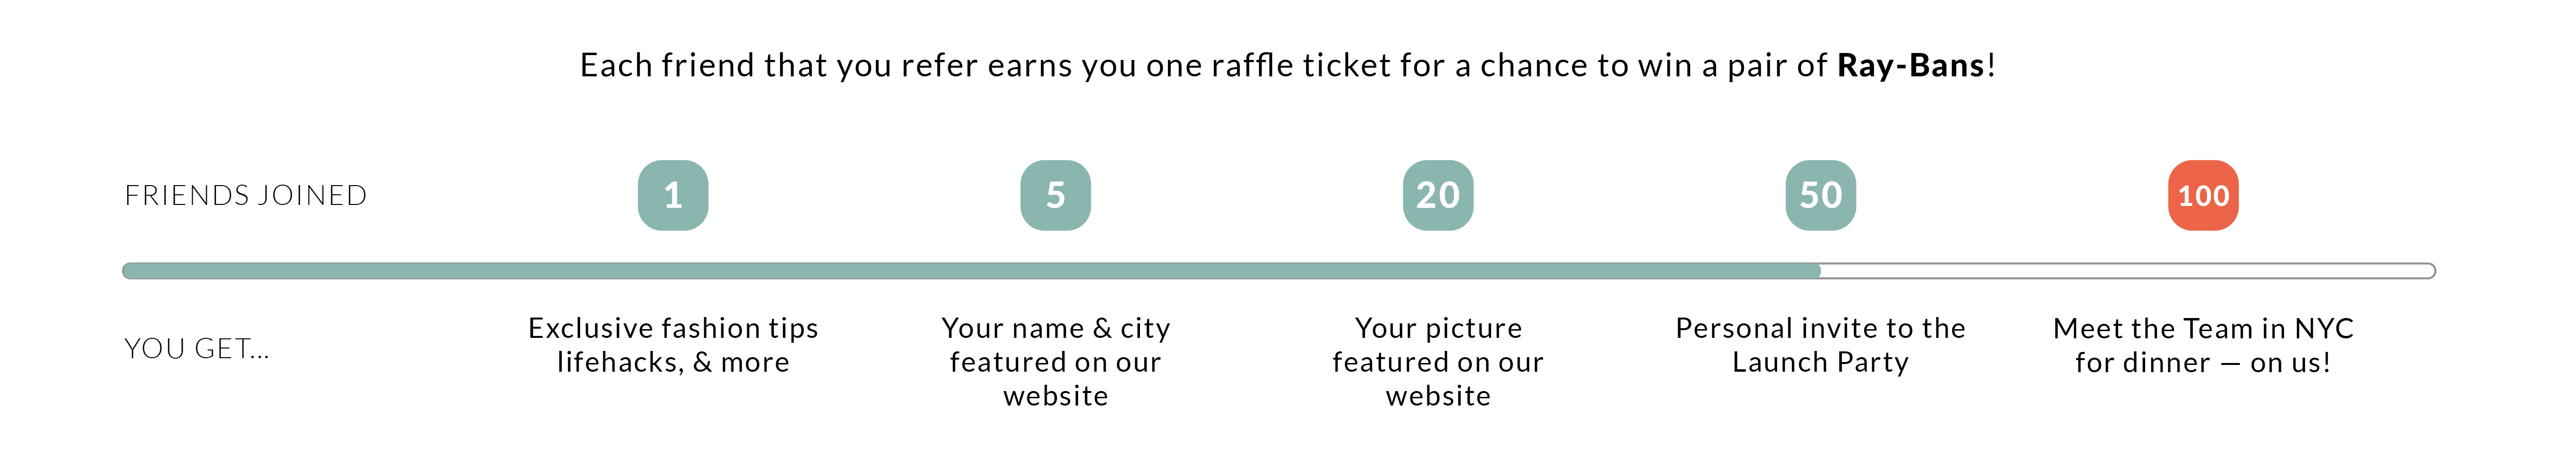 Each friend that you refer earns you one raffle ticket for a chance to win a pair of Ray-Bans!
FRIENDS JOINED
1
5
20
50
100
YOU GET...
Exclusive fashion tips
lifehacks, & more
Your name & city
featured on our
website
Your picture
featured on our
website
Personal invite to the
Launch Party
Meet the Team in NYC
for dinner — on us!